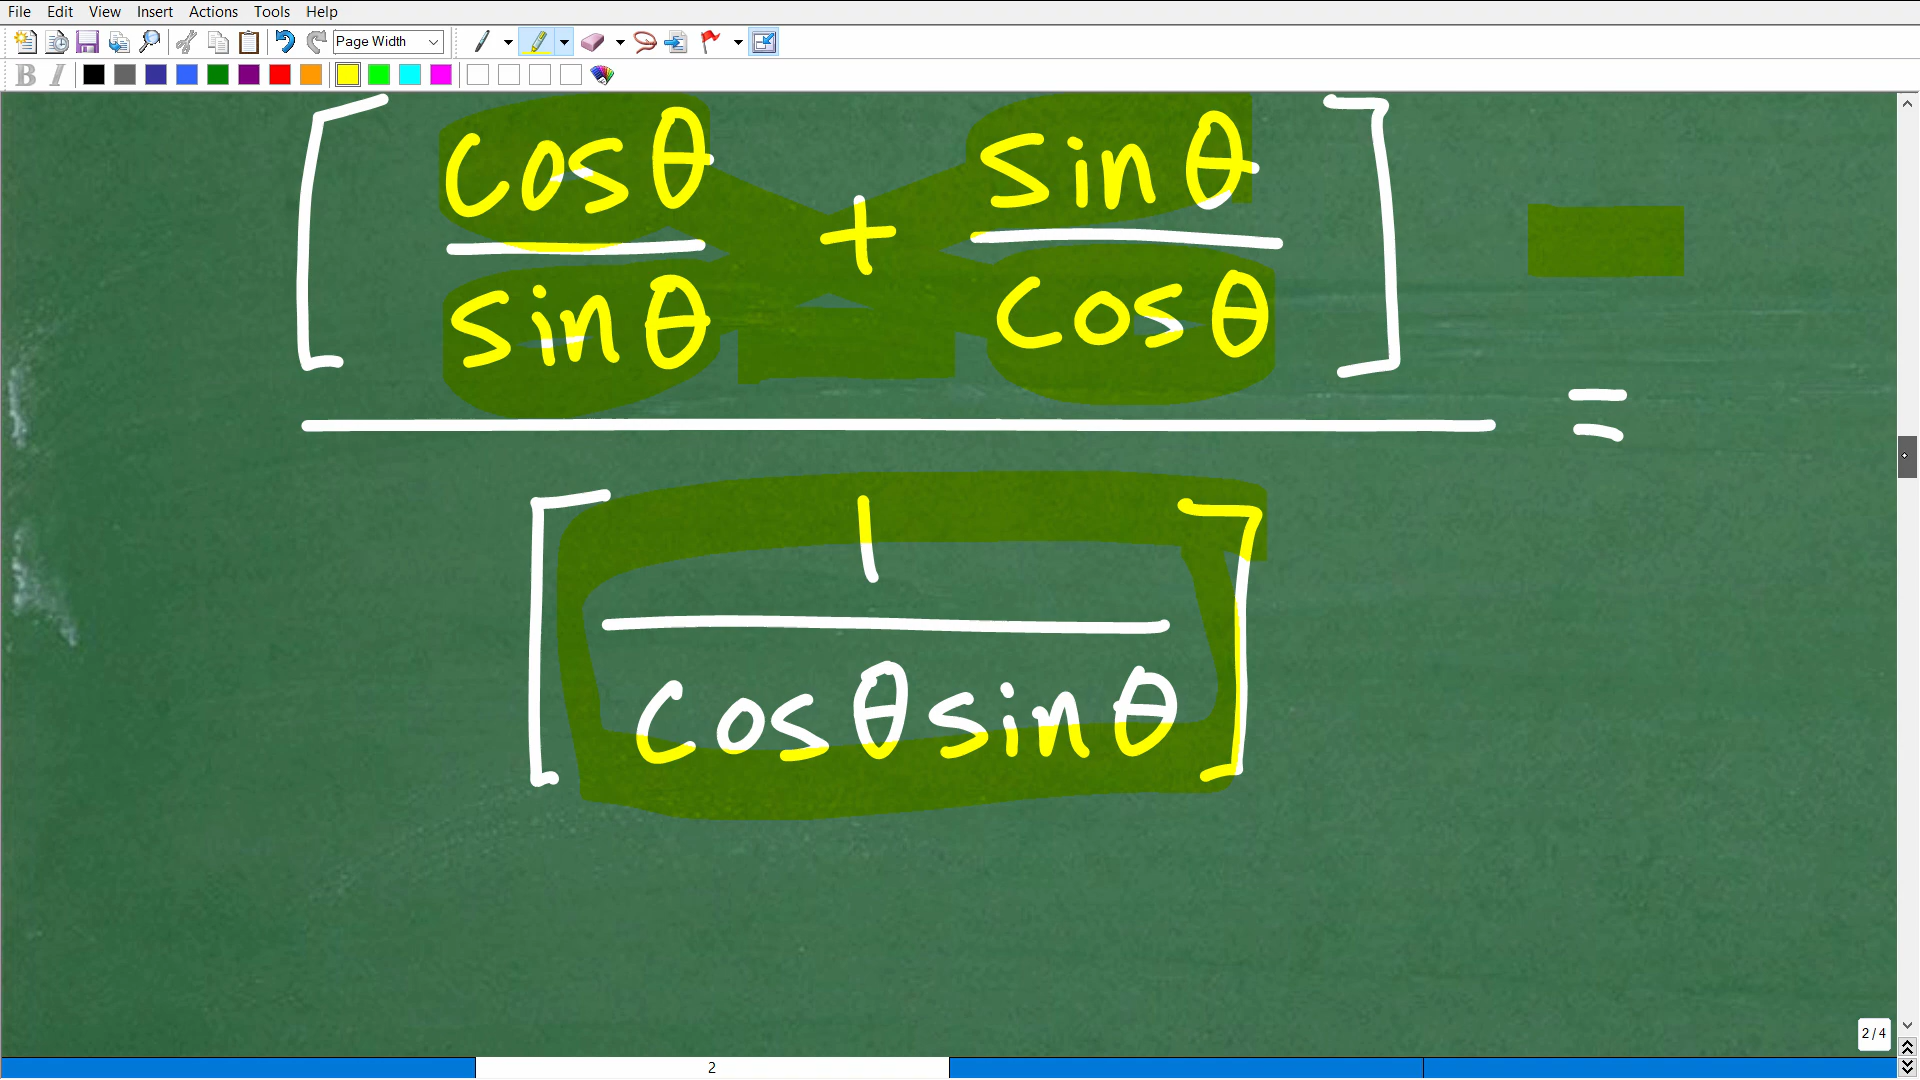 File Edit View Insert Actions Tools Help
Page Width
B I
[ cosθ/sinθ + sinθ/cosθ ]
=
[ 1/cosθsinθ ]
2 / 4
2